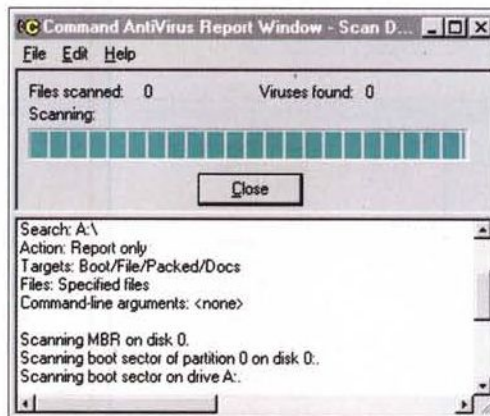 Command AntiVirus Report Window - Scan D...
File Edit Help
Files scanned: 0 Viruses found: 0
Scanning:
Close
Search: A:\
Action: Report only
Targets: Boot/File/Packed/Docs
Files: Specified files
Command-line arguments: <none>
Scanning MBR on disk 0.
Scanning boot sector of partition 0 on disk 0:.
Scanning boot sector on drive A:.